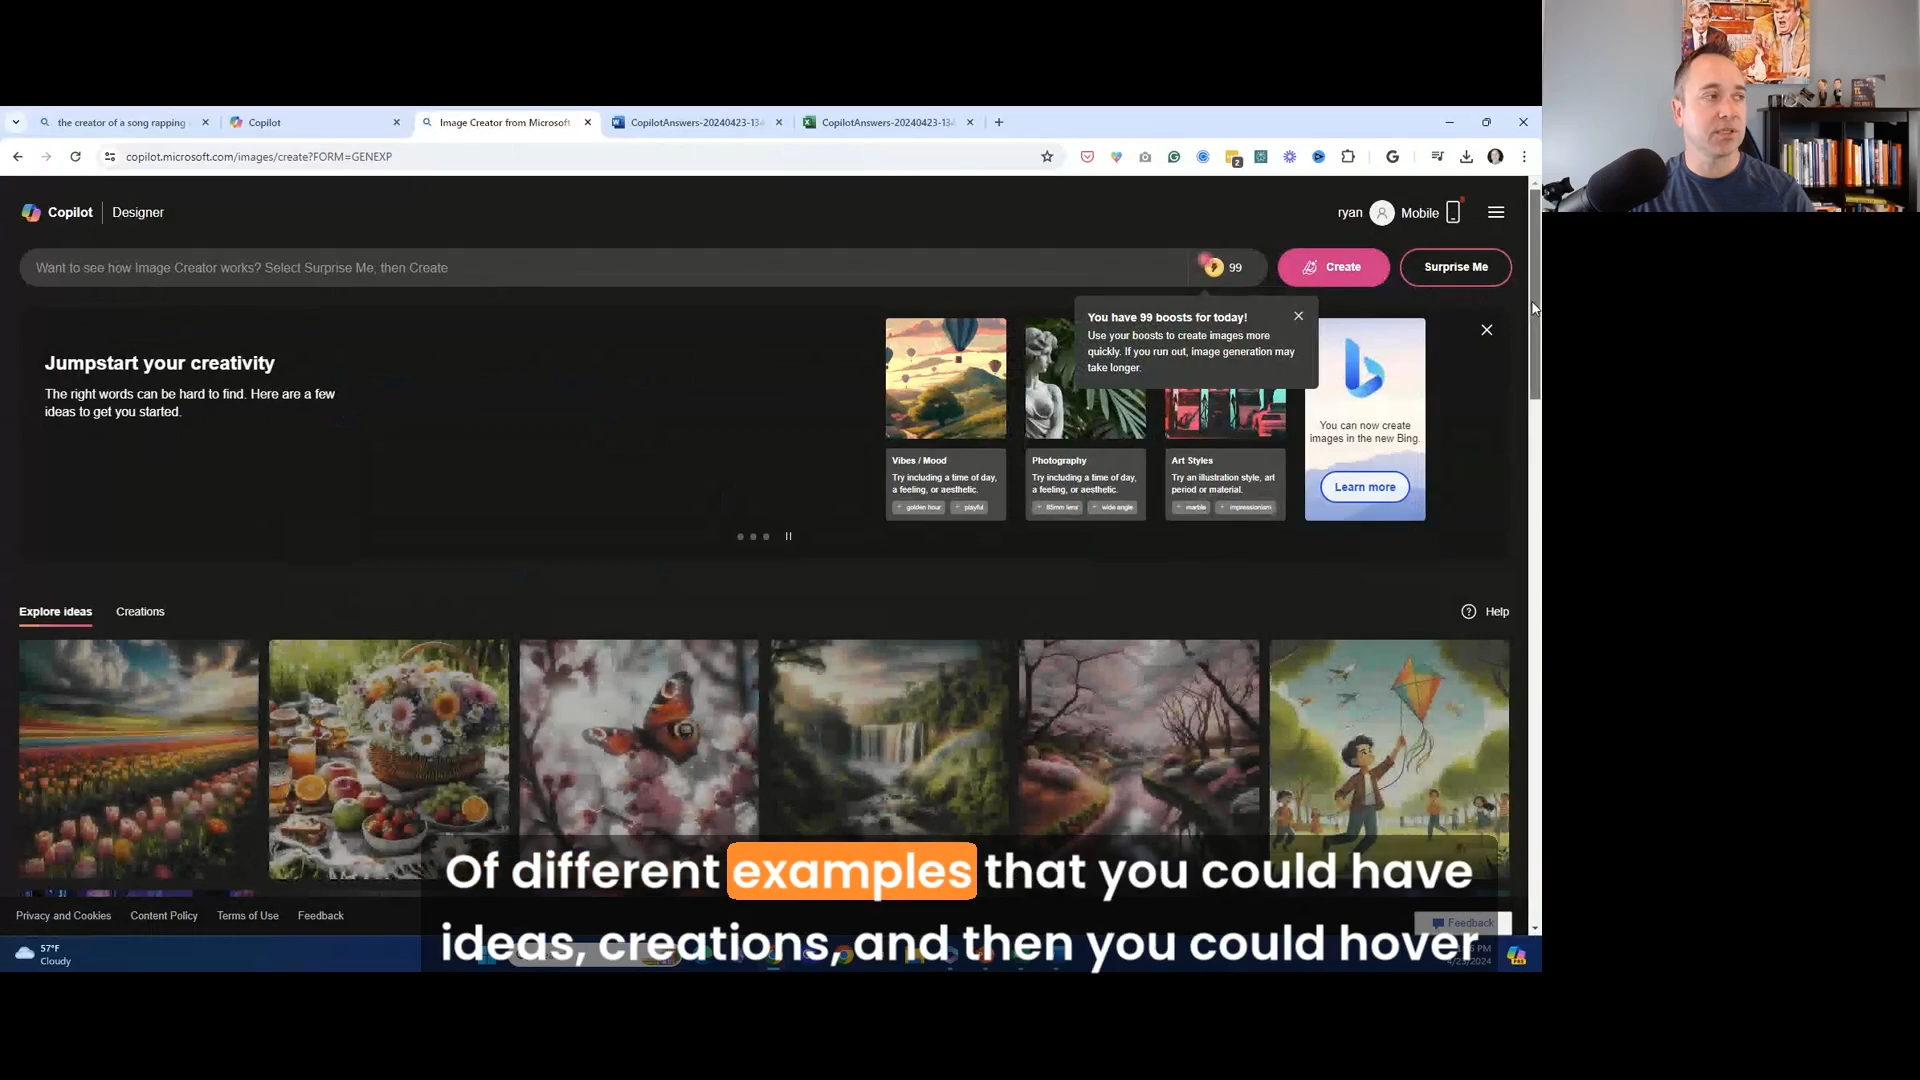 the creator of a song rapping
Copilot
Image Creator from Microsoft
CopilotAnswers-20240423-134
CopilotAnswers-20240423-134
copilot.microsoft.com/images/create?FORM=GENEXP
2
Copilot
Designer
ryan
Mobile
Want to see how Image Creator works? Select Surprise Me, then Create
99
Create
Surprise Me
You have 99 boosts for today!
Use your boosts to create images more
quickly. If you run out, image generation may
take longer.
Jumpstart your creativity
The right words can be hard to find. Here are a few
ideas to get you started.
You can now create
images in the new Bing.
Learn more
Vibes / Mood
Try including a time of day,
a feeling, or aesthetic.
+ golden hour
+ playful
Photography
Try including a time of day,
a feeling, or aesthetic.
+ 85mm lens
+ wide angle
Art Styles
Try an illustration style, art
period or material.
+ marble
+ impressionism
Explore ideas
Creations
Help
Of different examples that you could have
ideas, creations, and then you could hover
Privacy and Cookies
Content Policy
Terms of Use
Feedback
Feedback
57°F
Cloudy
PM
4/23/2024